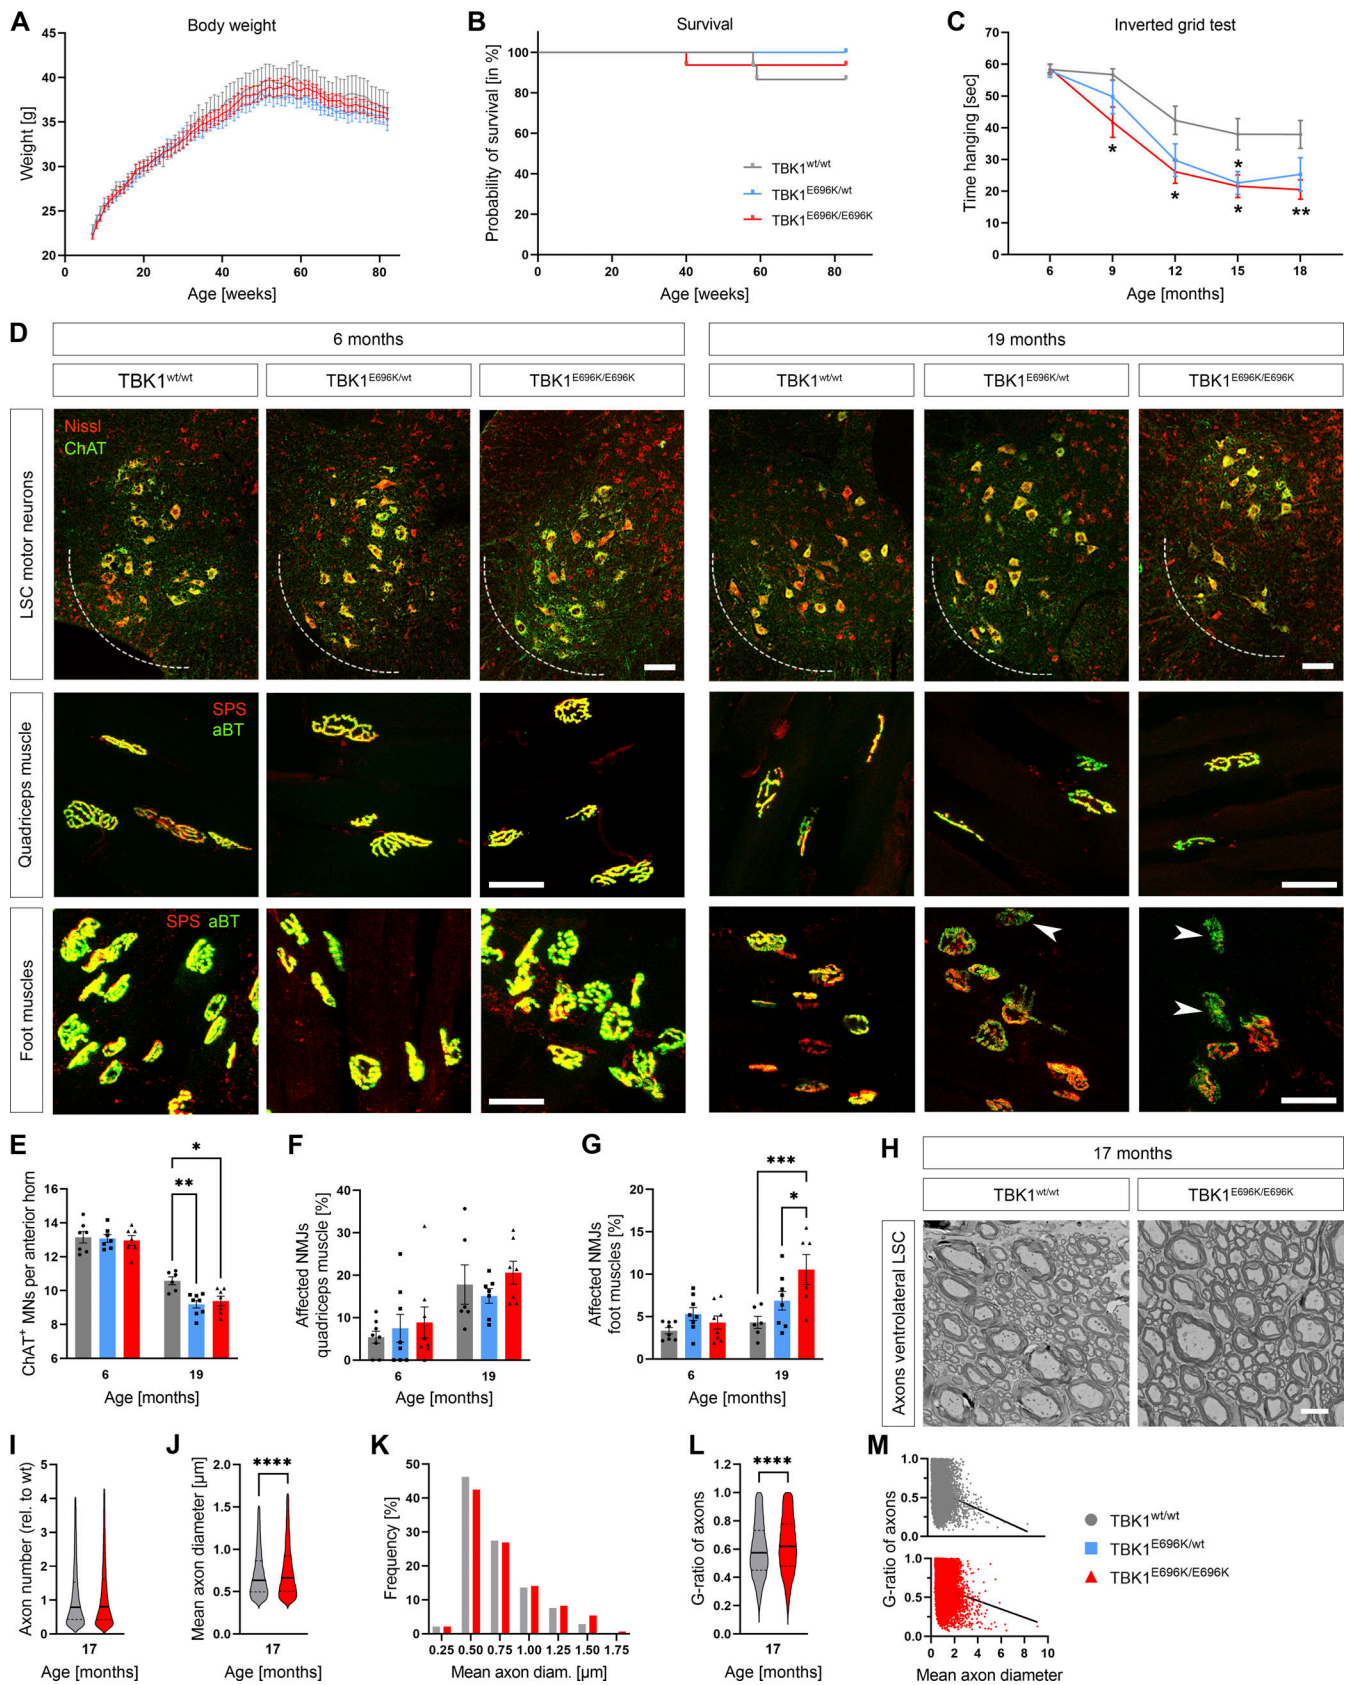 A
Body weight
45
40
35
30
25
20
Weight [g]
0 20 40 60 80
Age [weeks]
B
Survival
100
80
60
40
20
0
Probability of survival [in %]
TBK1wt/wt
TBK1E696K/wt
TBK1E696K/E696K
0 20 40 60 80
Age [weeks]
C
Inverted grid test
70
60
50
40
30
20
10
0
Time hanging [sec]
* * * * **
6 9 12 15 18
Age [months]
D
6 months
19 months
TBK1wt/wt
TBK1E696K/wt
TBK1E696K/E696K
TBK1wt/wt
TBK1E696K/wt
TBK1E696K/E696K
LSC motor neurons
Nissl
ChAT
Quadriceps muscle
SPS
aBT
Foot muscles
SPS aBT
E
16
14
12
10
8
6
ChAT+ MNs per anterior horn
*
**
6 19
Age [months]
F
40
30
20
10
0
Affected NMJs
quadriceps muscle [%]
6 19
Age [months]
G
20
15
10
5
0
Affected NMJs
foot muscles [%]
***
*
6 19
Age [months]
H
17 months
TBK1wt/wt
TBK1E696K/E696K
Axons ventrolateral LSC
I
5
4
3
2
1
0
Axon number (rel. to wt)
17
Age [months]
J
2.0
1.5
1.0
0.5
0.0
Mean axon diameter [µm]
****
17
Age [months]
K
50
40
30
20
10
0
Frequency [%]
0.25 0.50 0.75 1.00 1.25 1.50 1.75
Mean axon diam. [µm]
L
1.2
1.0
0.8
0.6
0.4
0.2
0.0
G-ratio of axons
****
17
Age [months]
M
1.0
0.5
0.0
1.0
0.5
0.0
G-ratio of axons
0 2 4 6 8 10
Mean axon diameter
TBK1wt/wt
TBK1E696K/wt
TBK1E696K/E696K